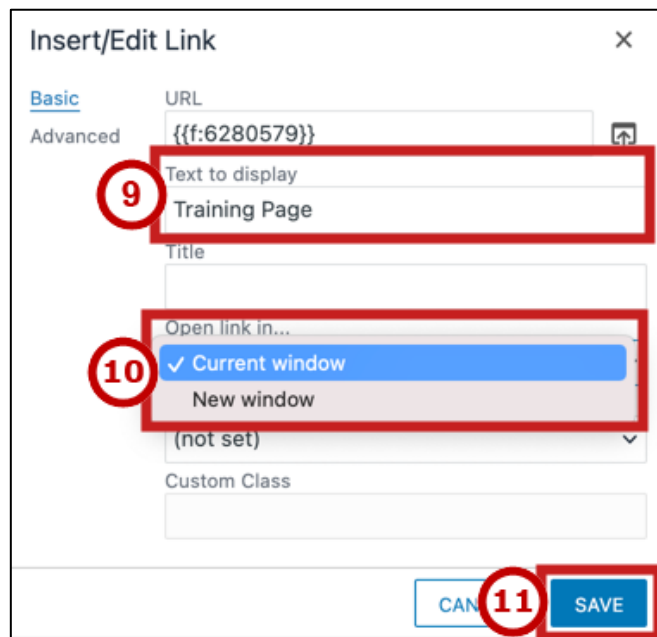 Insert/Edit Link
Basic
URL
Advanced
{{f:6280579}}
9
Text to display
Training Page
Title
Open link in...
10
✓ Current window
New window
(not set)
Custom Class
CAN
11
SAVE